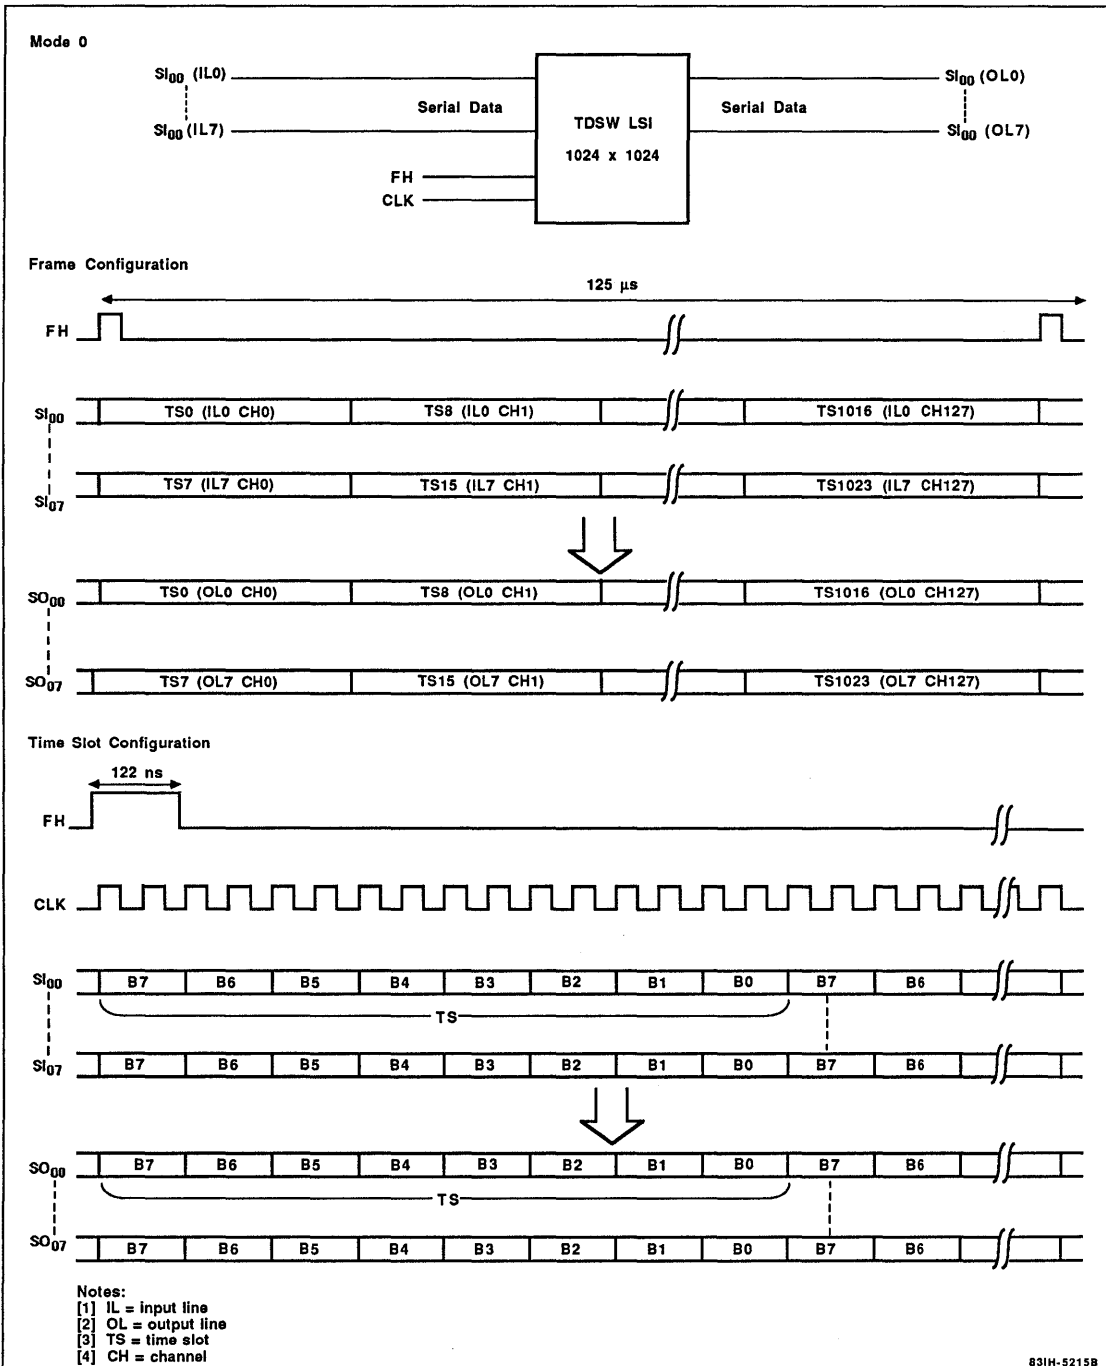 Mode 0
SI00 (IL0)
SI00 (OL0)
Serial Data
Serial Data
SI00 (IL7)
SI00 (OL7)
TDSW LSI
1024 x 1024
FH
CLK
Frame Configuration
125 µs
FH
SI00 TS0 (IL0 CH0) TS8 (IL0 CH1) TS1016 (IL0 CH127)
SI07 TS7 (IL7 CH0) TS15 (IL7 CH1) TS1023 (IL7 CH127)
SO00 TS0 (OL0 CH0) TS8 (OL0 CH1) TS1016 (OL0 CH127)
SO07 TS7 (OL7 CH0) TS15 (OL7 CH1) TS1023 (OL7 CH127)
Time Slot Configuration
122 ns
FH
CLK
SI00 B7 B6 B5 B4 B3 B2 B1 B0 B7 B6
TS
SI07 B7 B6 B5 B4 B3 B2 B1 B0 B7 B6
SO00 B7 B6 B5 B4 B3 B2 B1 B0 B7 B6
TS
SO07 B7 B6 B5 B4 B3 B2 B1 B0 B7 B6
Notes:
[1] IL = input line
[2] OL = output line
[3] TS = time slot
[4] CH = channel
83IH-5215B